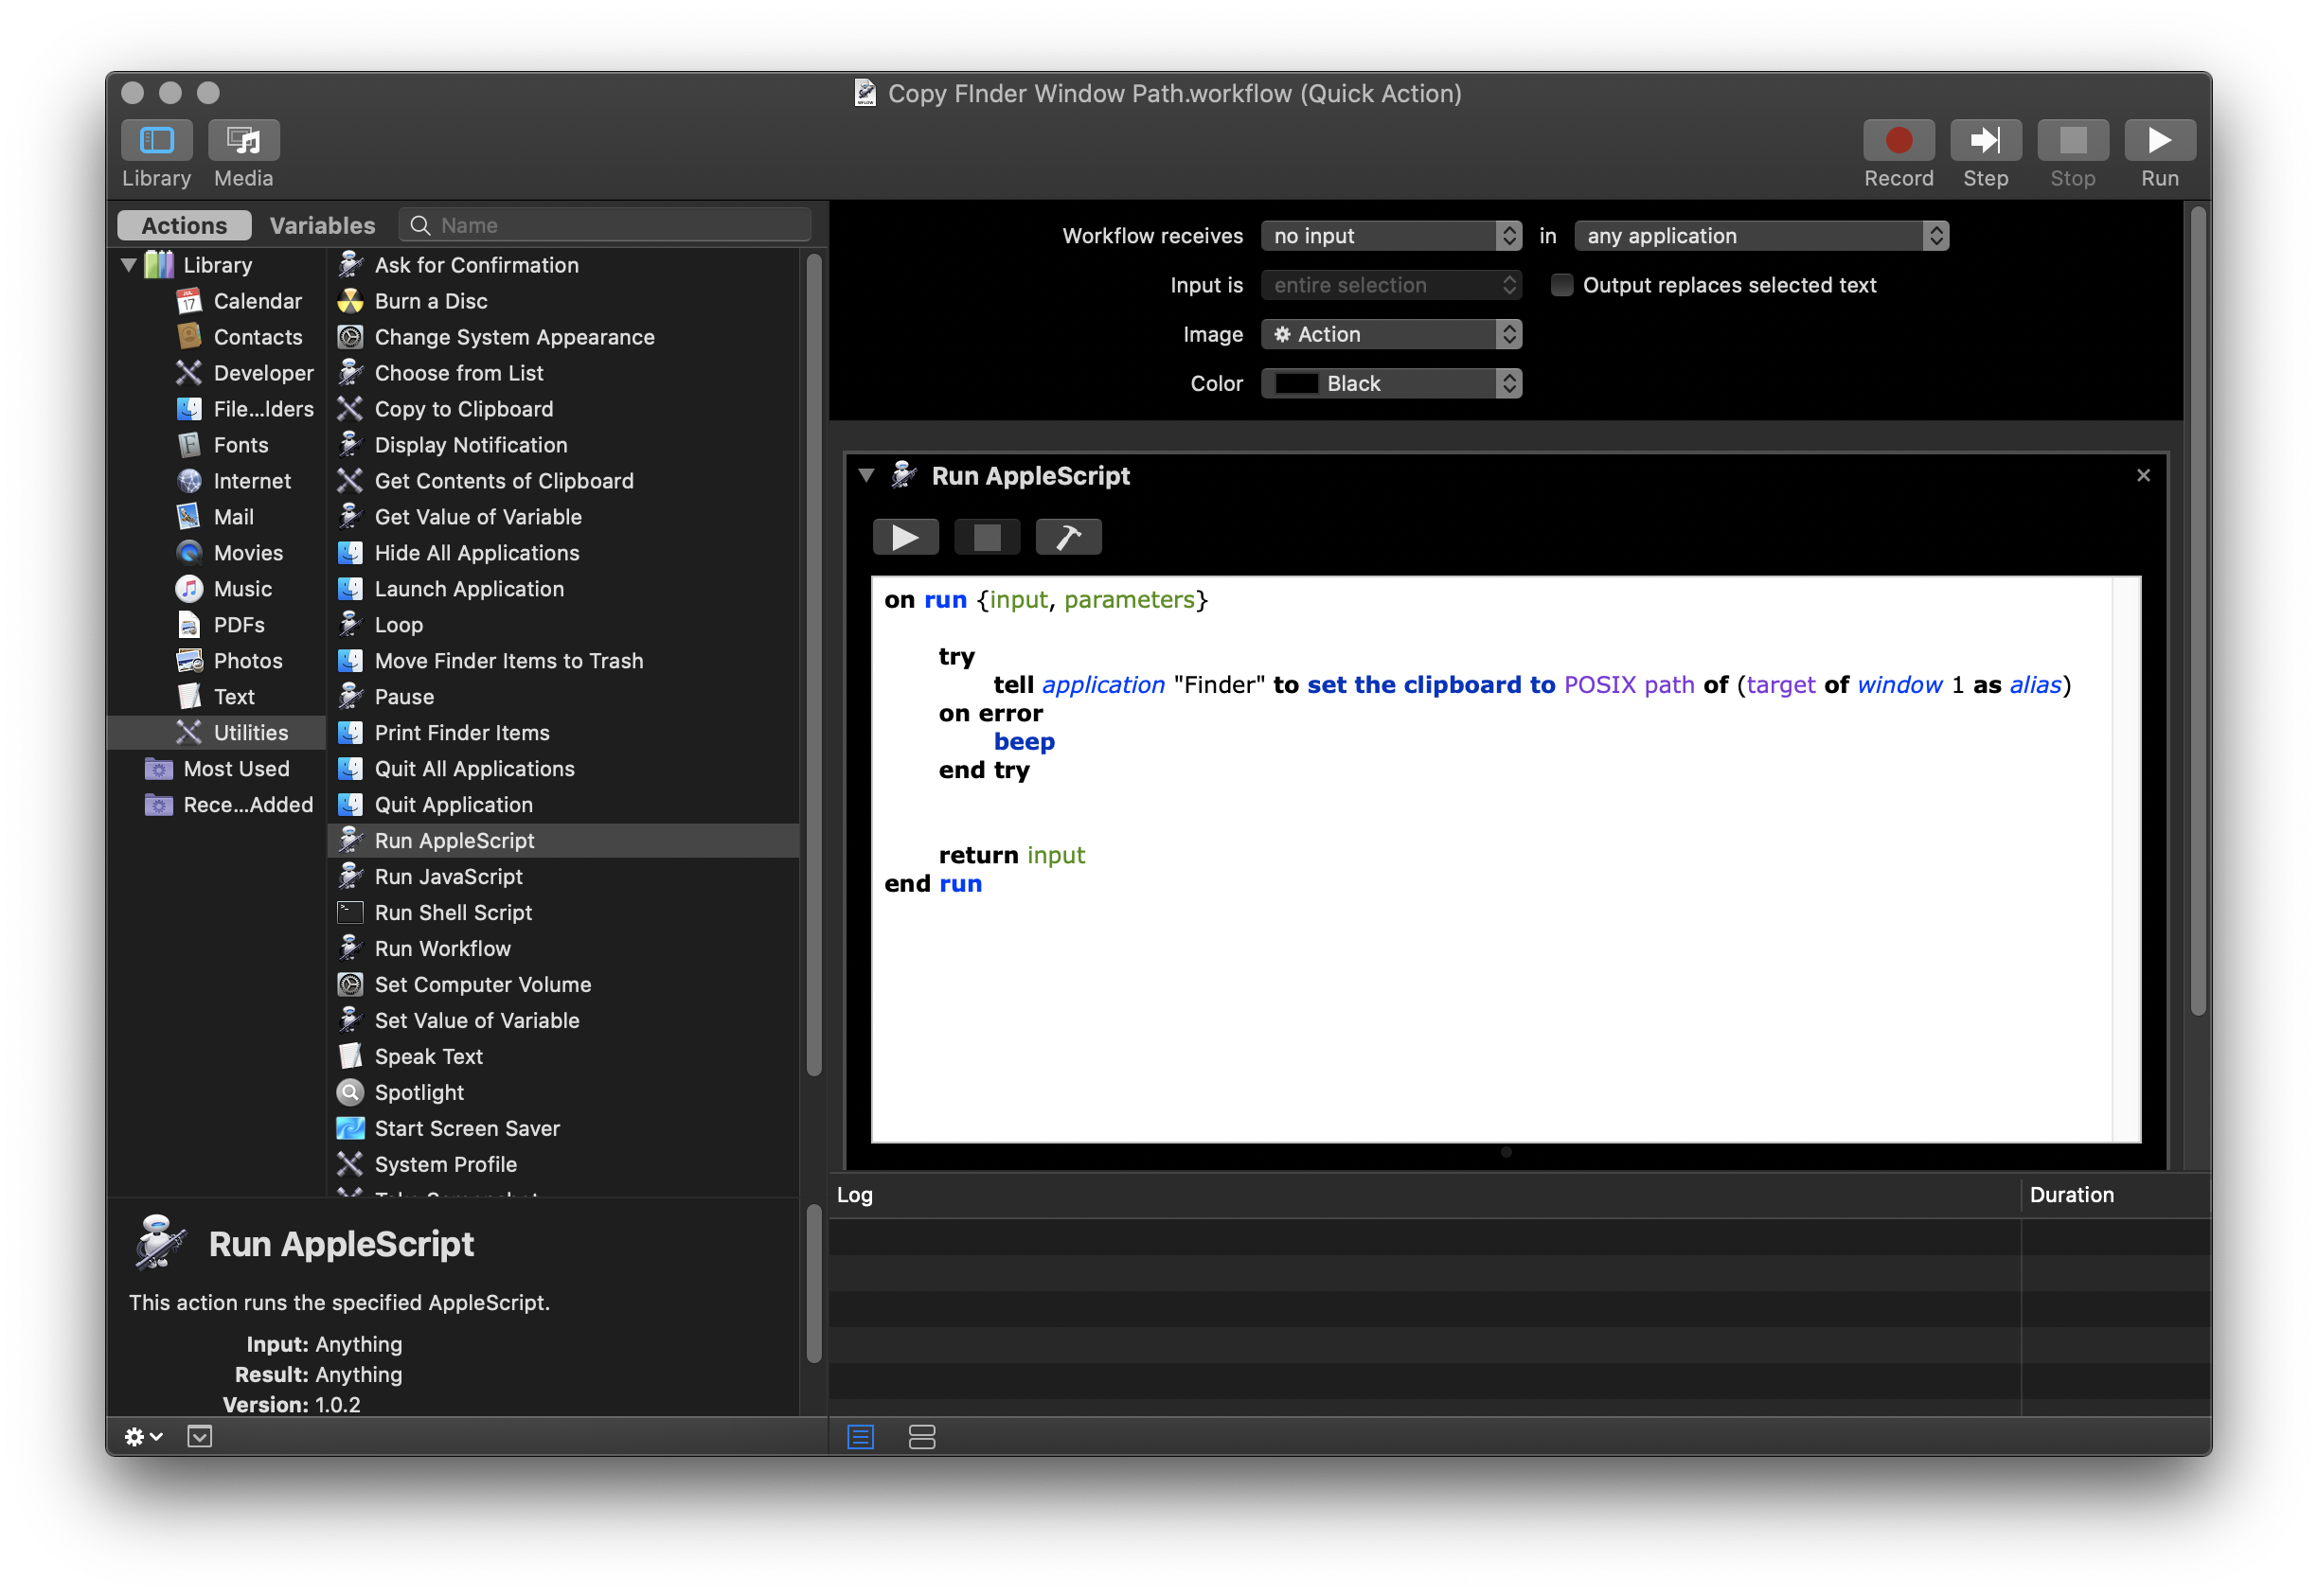 Copy FInder Window Path.workflow (Quick Action)
Library
Media
Record
Step
Stop
Run
Actions
Variables
Name
Library
Calendar
Contacts
Developer
File...lders
Fonts
Internet
Mail
Movies
Music
PDFs
Photos
Text
Utilities
Most Used
Rece...Added
Ask for Confirmation
Burn a Disc
Change System Appearance
Choose from List
Copy to Clipboard
Display Notification
Get Contents of Clipboard
Get Value of Variable
Hide All Applications
Launch Application
Loop
Move Finder Items to Trash
Pause
Print Finder Items
Quit All Applications
Quit Application
Run AppleScript
Run JavaScript
Run Shell Script
Run Workflow
Set Computer Volume
Set Value of Variable
Speak Text
Spotlight
Start Screen Saver
System Profile
Run AppleScript
This action runs the specified AppleScript.
Input: Anything
Result: Anything
Version: 1.0.2
Workflow receives no input in any application
Input is entire selection Output replaces selected text
Image Action
Color Black
Run AppleScript
on run {input, parameters}
try
tell application "Finder" to set the clipboard to POSIX path of (target of window 1 as alias)
on error
beep
end try
return input
end run
Log
Duration